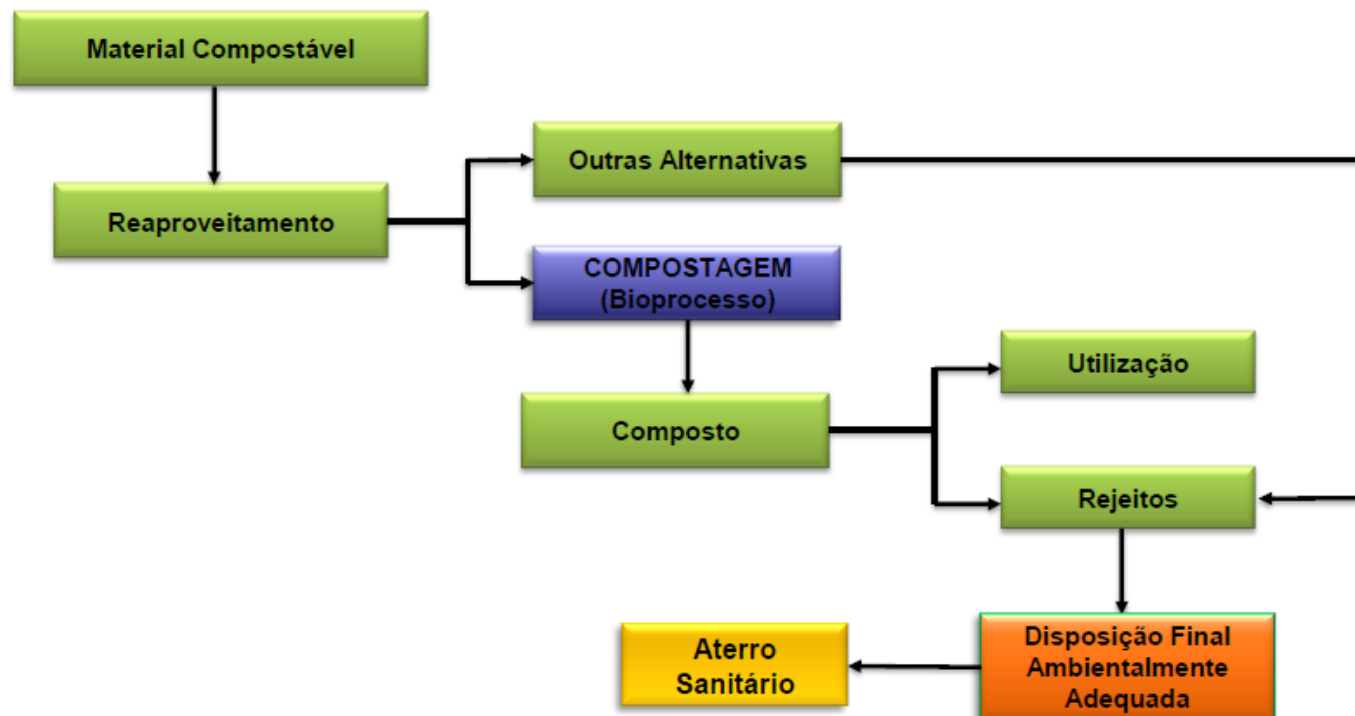 Material Compostável
Outras Alternativas
Reaproveitamento
COMPOSTAGEM
(Bioprocesso)
Utilização
Composto
Rejeitos
Aterro
Sanitário
Disposição Final
Ambientalmente
Adequada